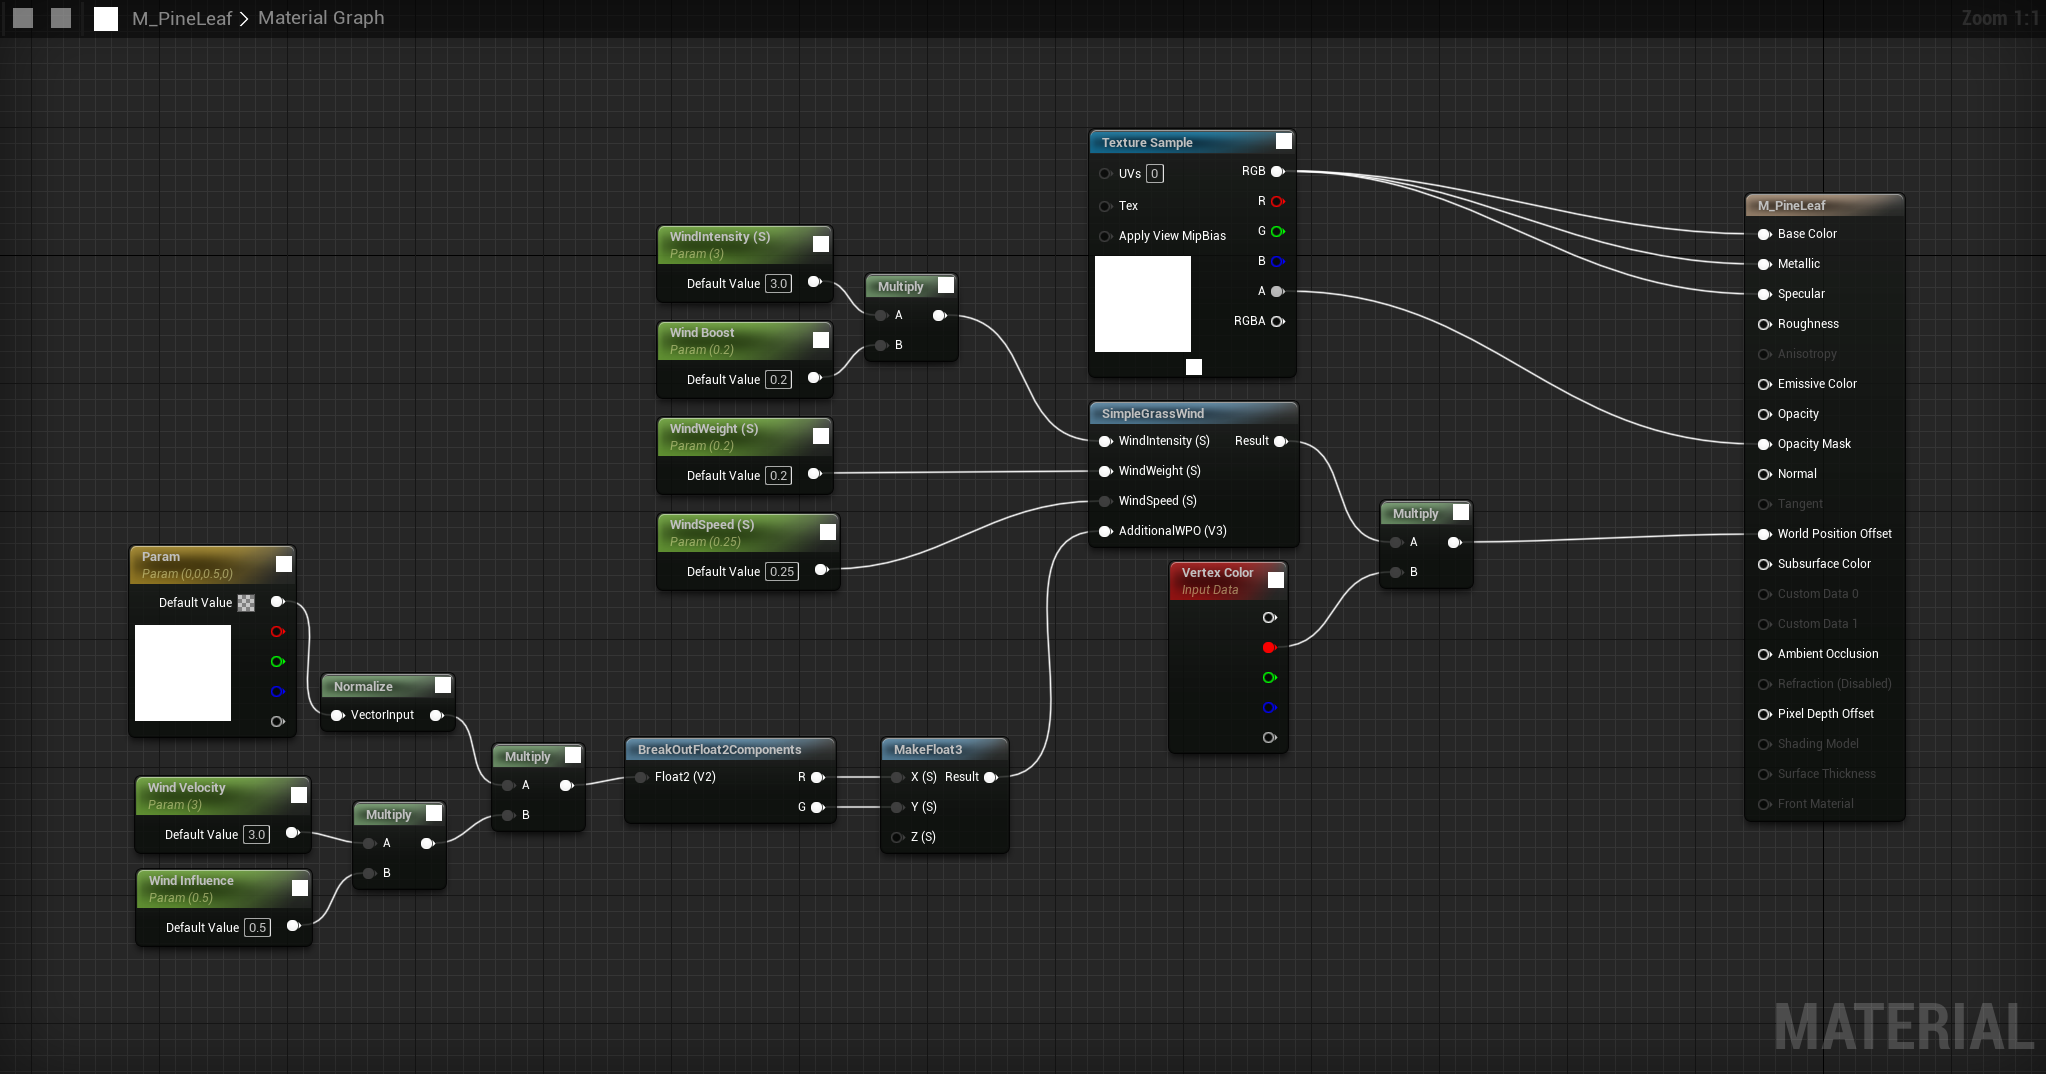 M_PineLeaf > Material Graph
Zoom 1:1
Texture Sample
UVs 0
Tex
Apply View MipBias
RGB
R
G
B
A
RGBA
M_PineLeaf
Base Color
Metallic
Specular
Roughness
Anisotropy
Emissive Color
Opacity
Opacity Mask
Normal
Tangent
World Position Offset
Subsurface Color
Custom Data 0
Custom Data 1
Ambient Occlusion
Refraction (Disabled)
Pixel Depth Offset
Shading Model
Surface Thickness
Front Material
WindIntensity (S)
Param (3)
Default Value 3.0
Wind Boost
Param (0.2)
Default Value 0.2
Multiply
A
B
WindWeight (S)
Param (0.2)
Default Value 0.2
WindSpeed (S)
Param (0.25)
Default Value 0.25
SimpleGrassWind
WindIntensity (S) Result
WindWeight (S)
WindSpeed (S)
AdditionalWPO (V3)
Multiply
A
B
Vertex Color
Input Data
Param
Param (0,0,0.5,0)
Default Value
Normalize
VectorInput
Multiply
A
B
BreakOutFloat2Components
Float2 (V2) R
G
MakeFloat3
X (S) Result
Y (S)
Z (S)
Wind Velocity
Param (3)
Default Value 3.0
Multiply
A
B
Wind Influence
Param (0.5)
Default Value 0.5
MATERIAL